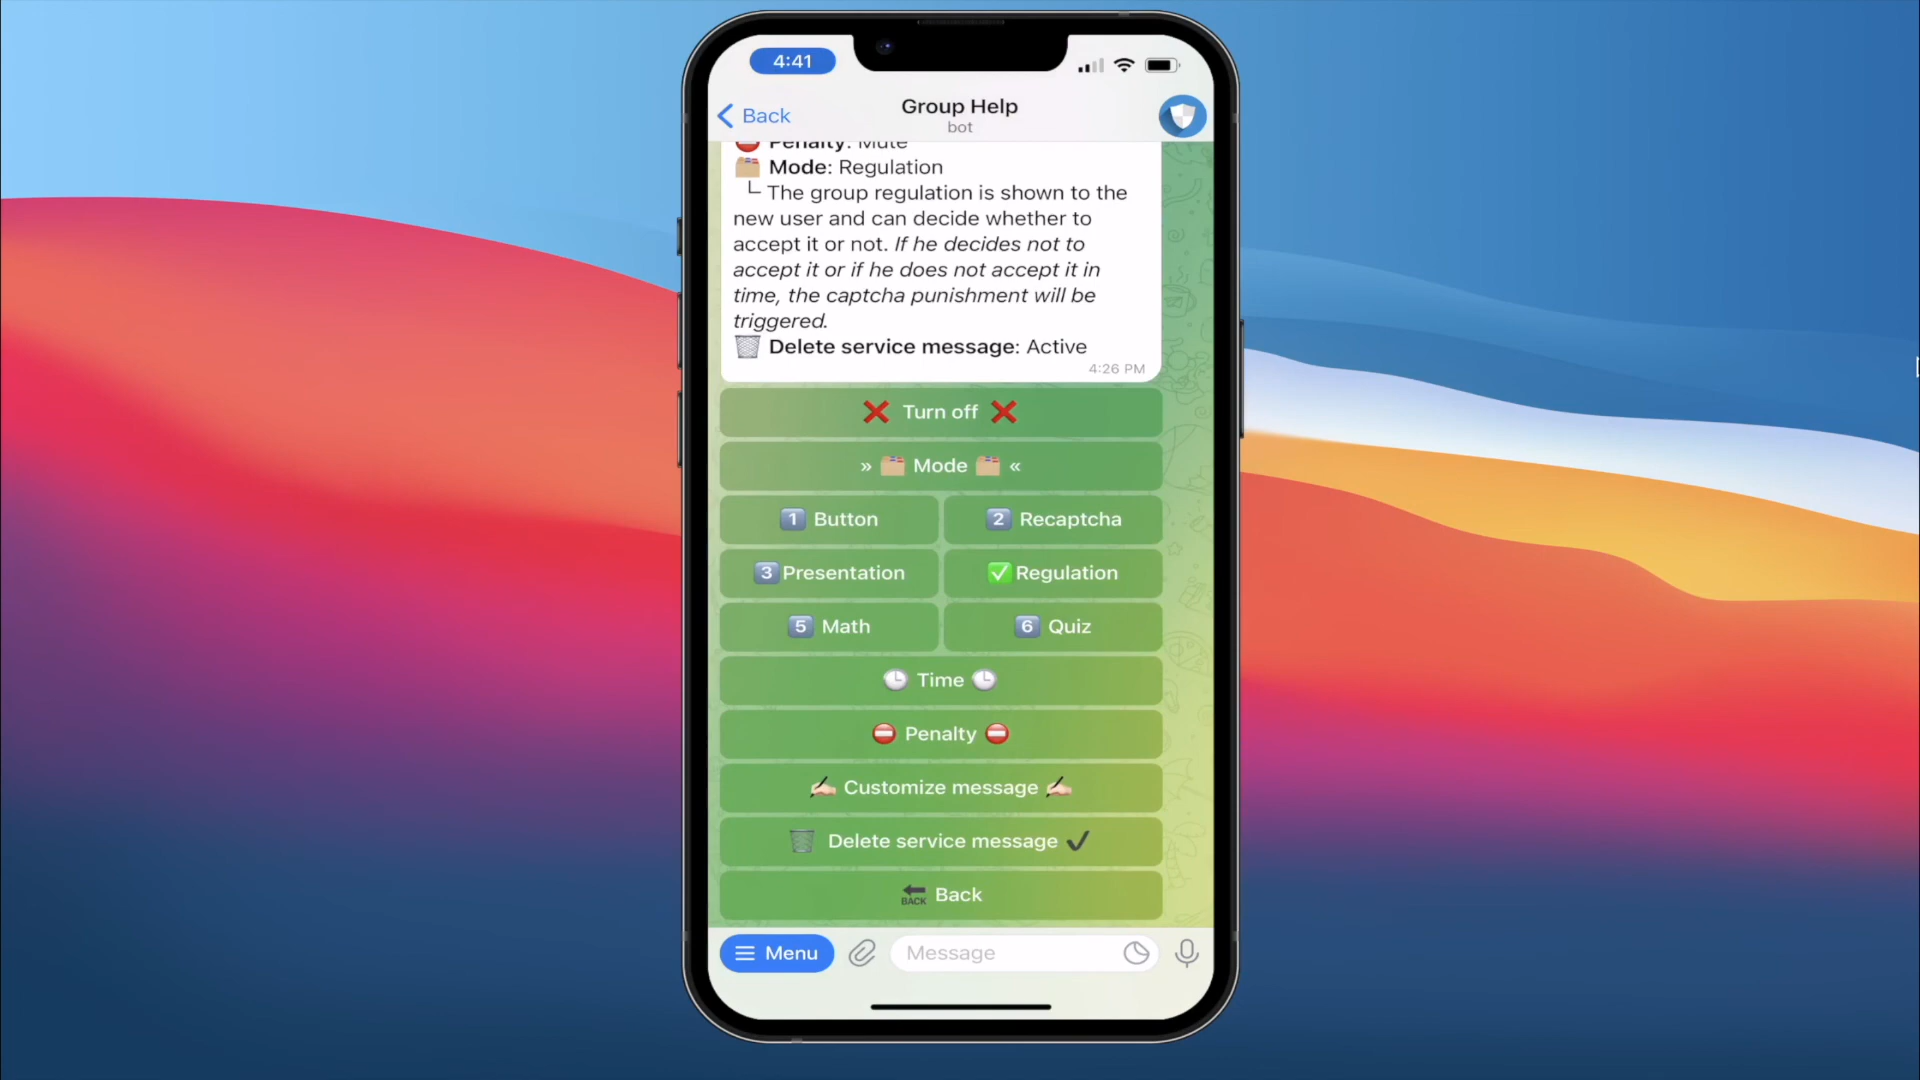 4:41
Back
Group Help
bot
Penalty: Mute
Mode: Regulation
└ The group regulation is shown to the
new user and can decide whether to
accept it or not. If he decides not to
accept it or if he does not accept it in
time, the captcha punishment will be
triggered.
Delete service message: Active
4:26 PM
❌ Turn off ❌
» Mode «
1 Button
2 Recaptcha
3 Presentation
✅ Regulation
5 Math
6 Quiz
Time
Penalty
Customize message
Delete service message ✔
BACK Back
Menu
Message